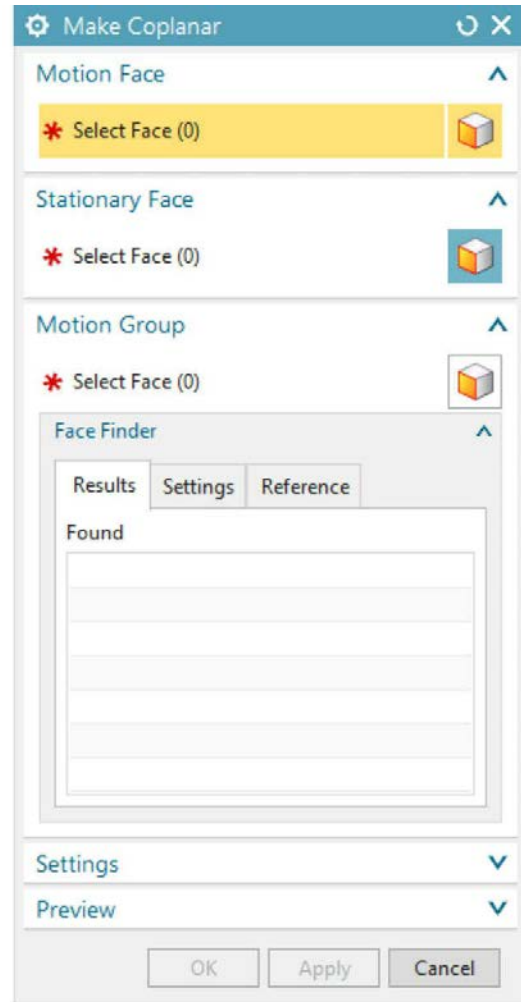 Make Coplanar
Motion Face
* Select Face (0)
Stationary Face
* Select Face (0)
Motion Group
* Select Face (0)
Face Finder
Results Settings Reference
Found
Settings
Preview
OK Apply Cancel